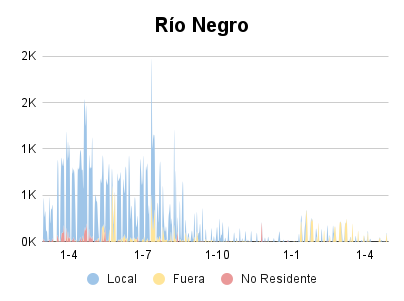 Río Negro
2K
2K
1K
1K
0K
1-4 1-7 1-10 1-1 1-4
Local Fuera No Residente